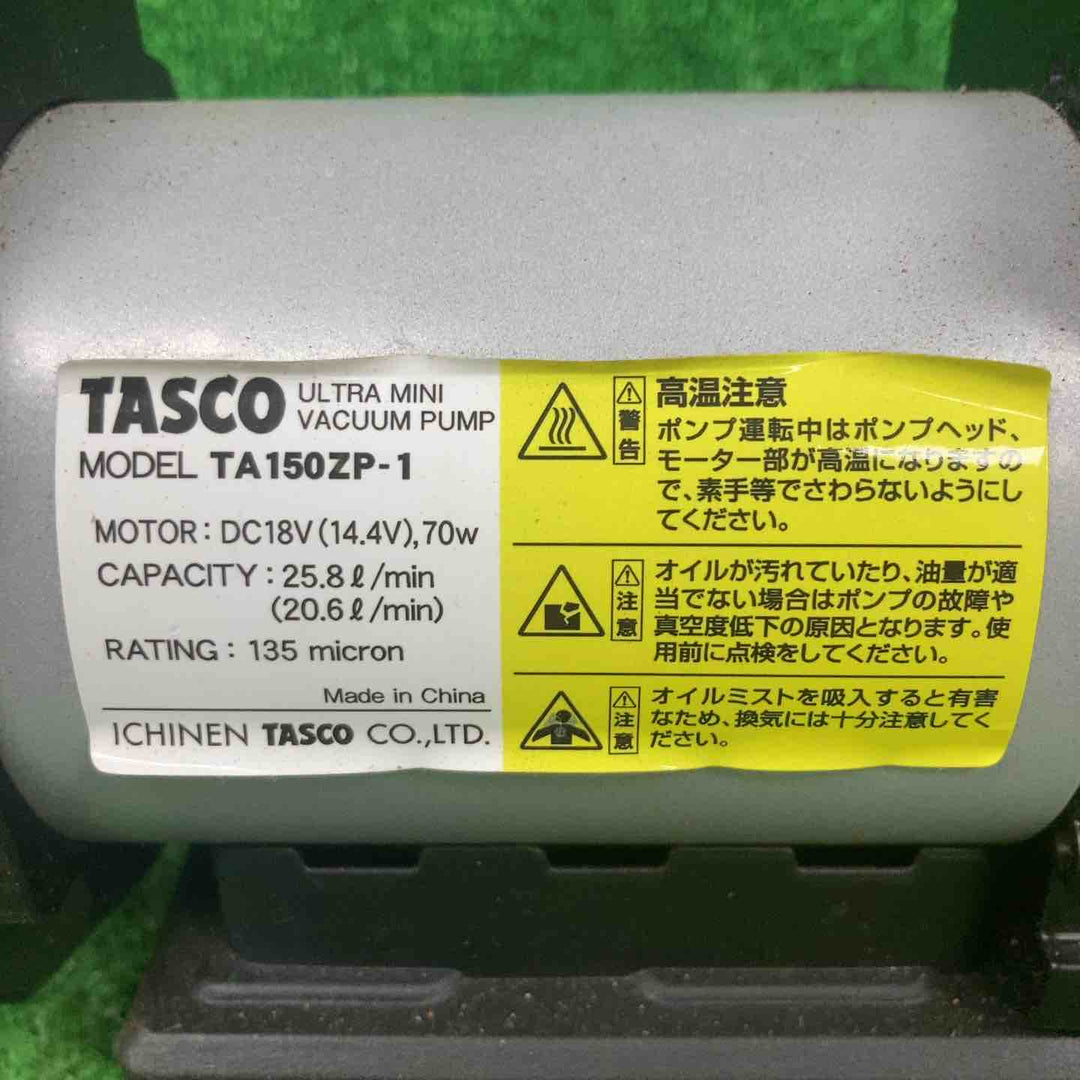 TASCO ULTRA MINI
VACUUM PUMP
MODEL TA150ZP-1
MOTOR: DC18V(14.4V),70w
CAPACITY: 25.8ℓ/min
(20.6ℓ/min)
RATING: 135 micron
Made in China
ICHINEN TASCO CO.,LTD.
警告
高温注意
ポンプ運転中はポンプヘッド、
モーター部が高温になりますの
で、素手等でさわらないようにし
てください。
注意
オイルが汚れていたり、油量が適
当でない場合はポンプの故障や
真空度低下の原因となります。使
用前に点検をしてください。
注意
オイルミストを吸入すると有害
なため、換気には十分注意してく
ださい。